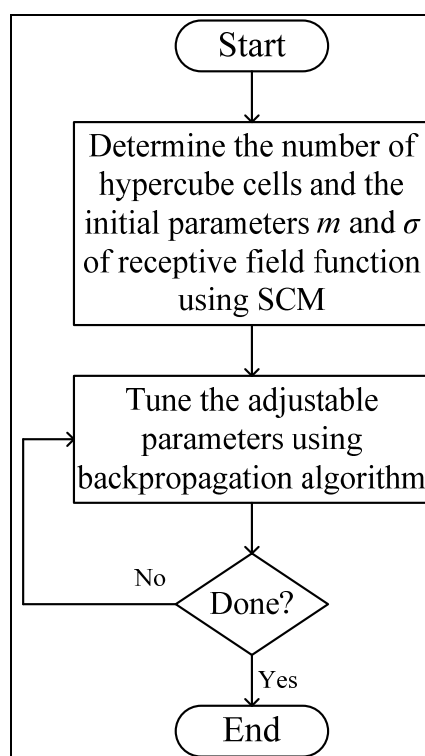 Start
Determine the number of
hypercube cells and the
initial parameters m and σ
of receptive field function
using SCM
Tune the adjustable
parameters using
backpropagation algorithm
No
Done?
Yes
End